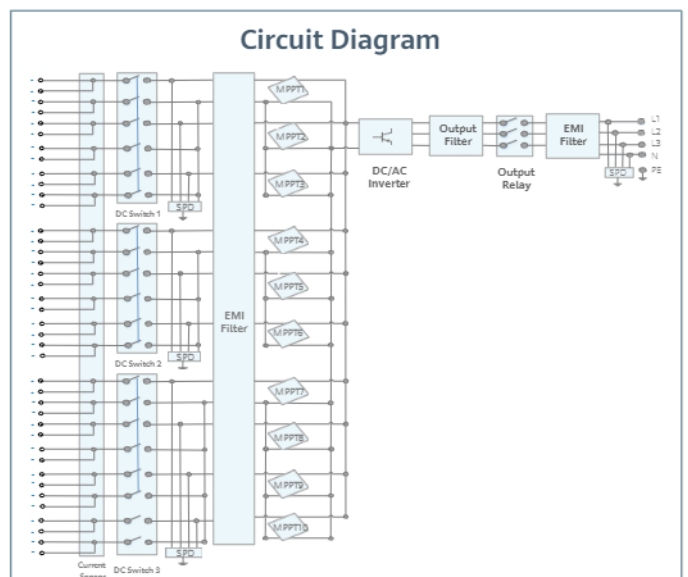 Circuit Diagram
MPPT1
MPPT2
MPPT3
SPD
DC Switch 1
MPPT4
MPPT5
MPPT6
SPD
DC Switch 2
EMI
Filter
MPPT7
MPPT8
MPPT9
MPPT10
SPD
Current
DC Switch 3
DC/AC
Inverter
Output
Filter
Output
Relay
EMI
Filter
L1
L2
L3
N
PE
SPD